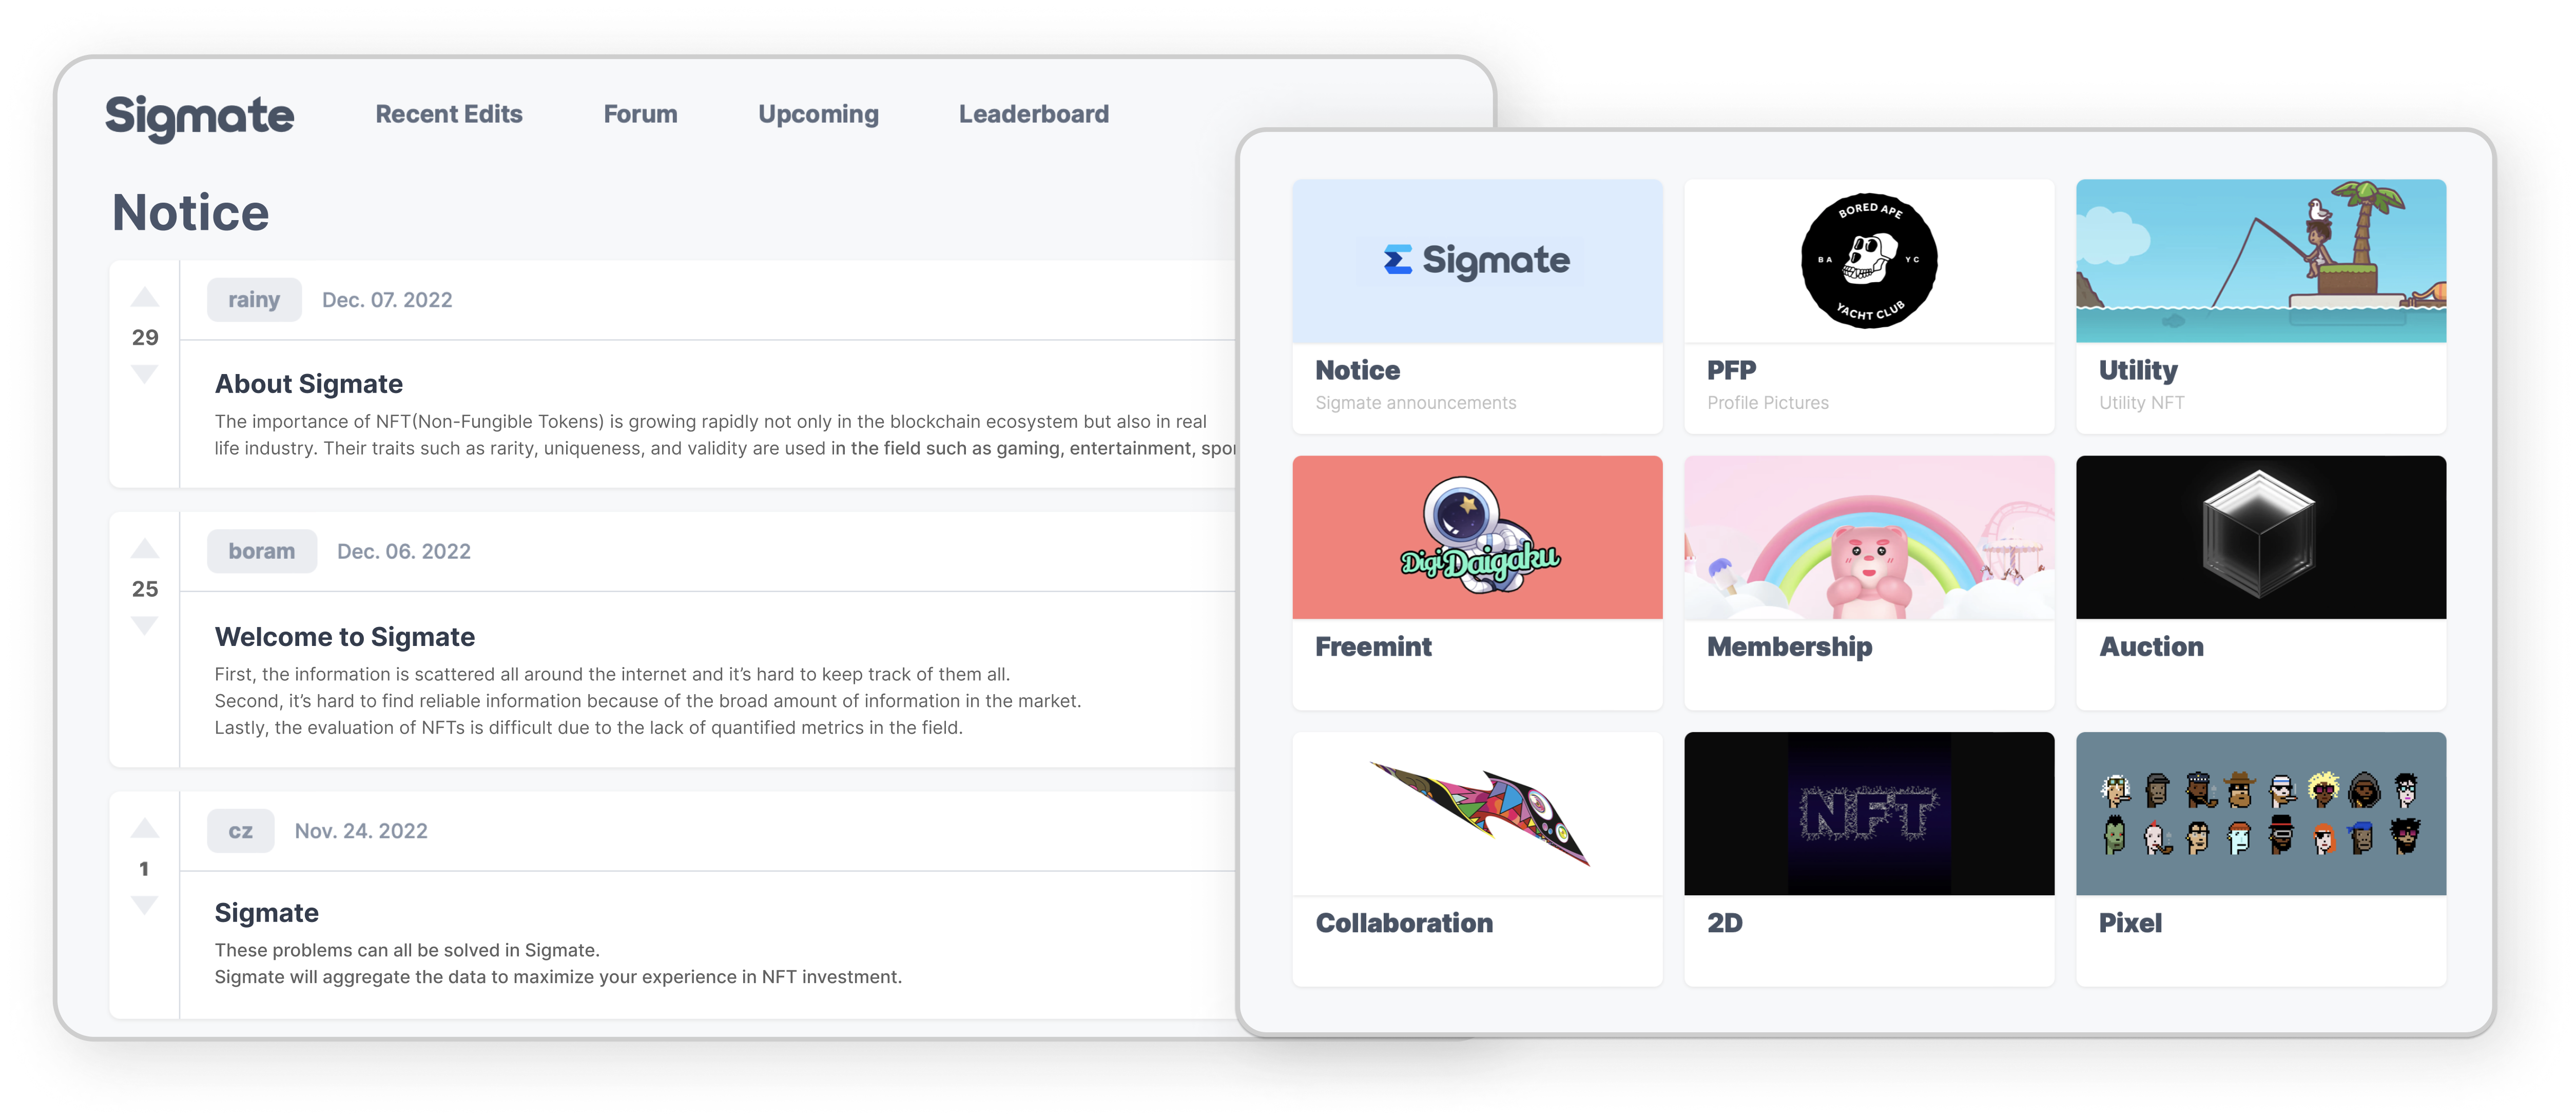 Sigmate
Recent Edits
Forum
Upcoming
Leaderboard
Notice
29
rainy
Dec. 07. 2022
About Sigmate
The importance of NFT(Non-Fungible Tokens) is growing rapidly not only in the blockchain ecosystem but also in real
life industry. Their traits such as rarity, uniqueness, and validity are used in the field such as gaming, entertainment, spor
25
boram
Dec. 06. 2022
Welcome to Sigmate
First, the information is scattered all around the internet and it’s hard to keep track of them all.
Second, it’s hard to find reliable information because of the broad amount of information in the market.
Lastly, the evaluation of NFTs is difficult due to the lack of quantified metrics in the field.
1
cz
Nov. 24. 2022
Sigmate
These problems can all be solved in Sigmate.
Sigmate will aggregate the data to maximize your experience in NFT investment.
Sigmate
Notice
Sigmate announcements
BORED APE
BA YC
YACHT CLUB
PFP
Profile Pictures
Utility
Utility NFT
DigiDaigaku
Freemint
Membership
Auction
Collaboration
NFT
2D
Pixel